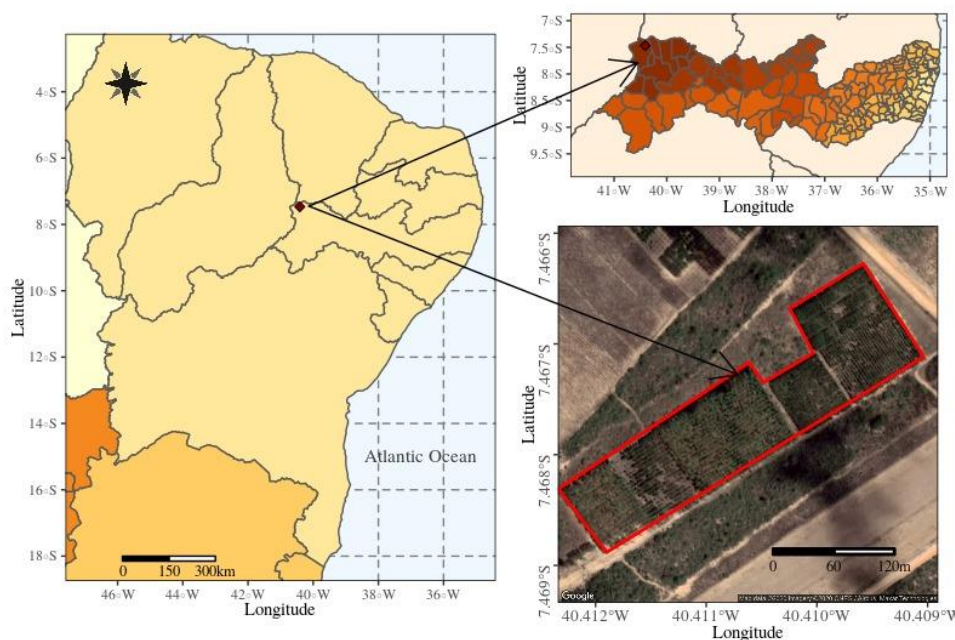 4°S
6°S
8°S
10°S
12°S
14°S
16°S
18°S
Latitude
Atlantic Ocean
0 150 300km
46°W 44°W 42°W 40°W 38°W 36°W
Longitude
7°S
7.5°S
8°S
8.5°S
9°S
9.5°S
Latitude
41°W 40°W 39°W 38°W 37°W 36°W 35°W
Longitude
7.466°S
7.467°S
7.468°S
7.469°S
Latitude
0 60 120m
Google
40.412°W 40.411°W 40.410°W 40.409°W
Longitude